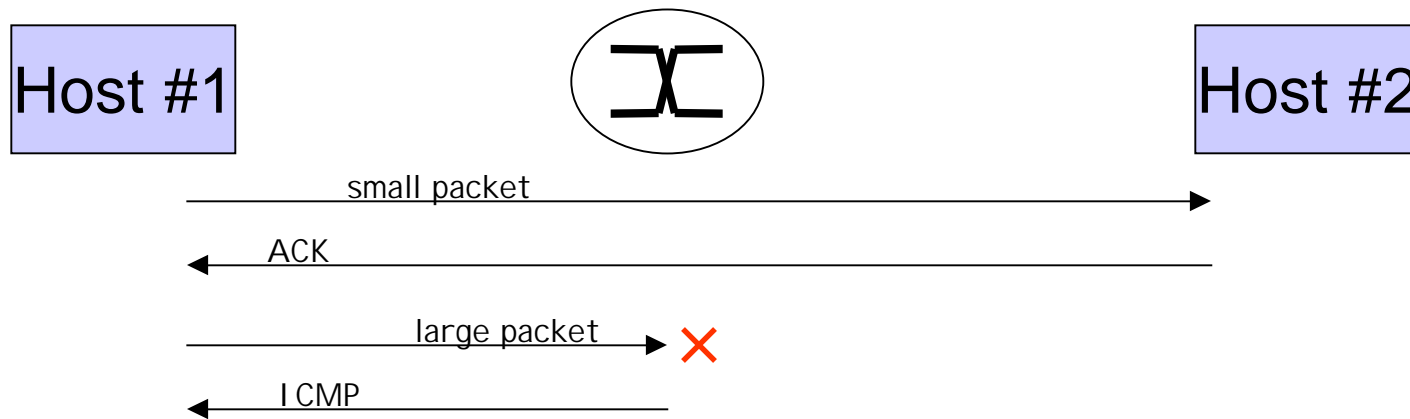 Host #1
Host #2
small packet
ACK
large packet
ICMP